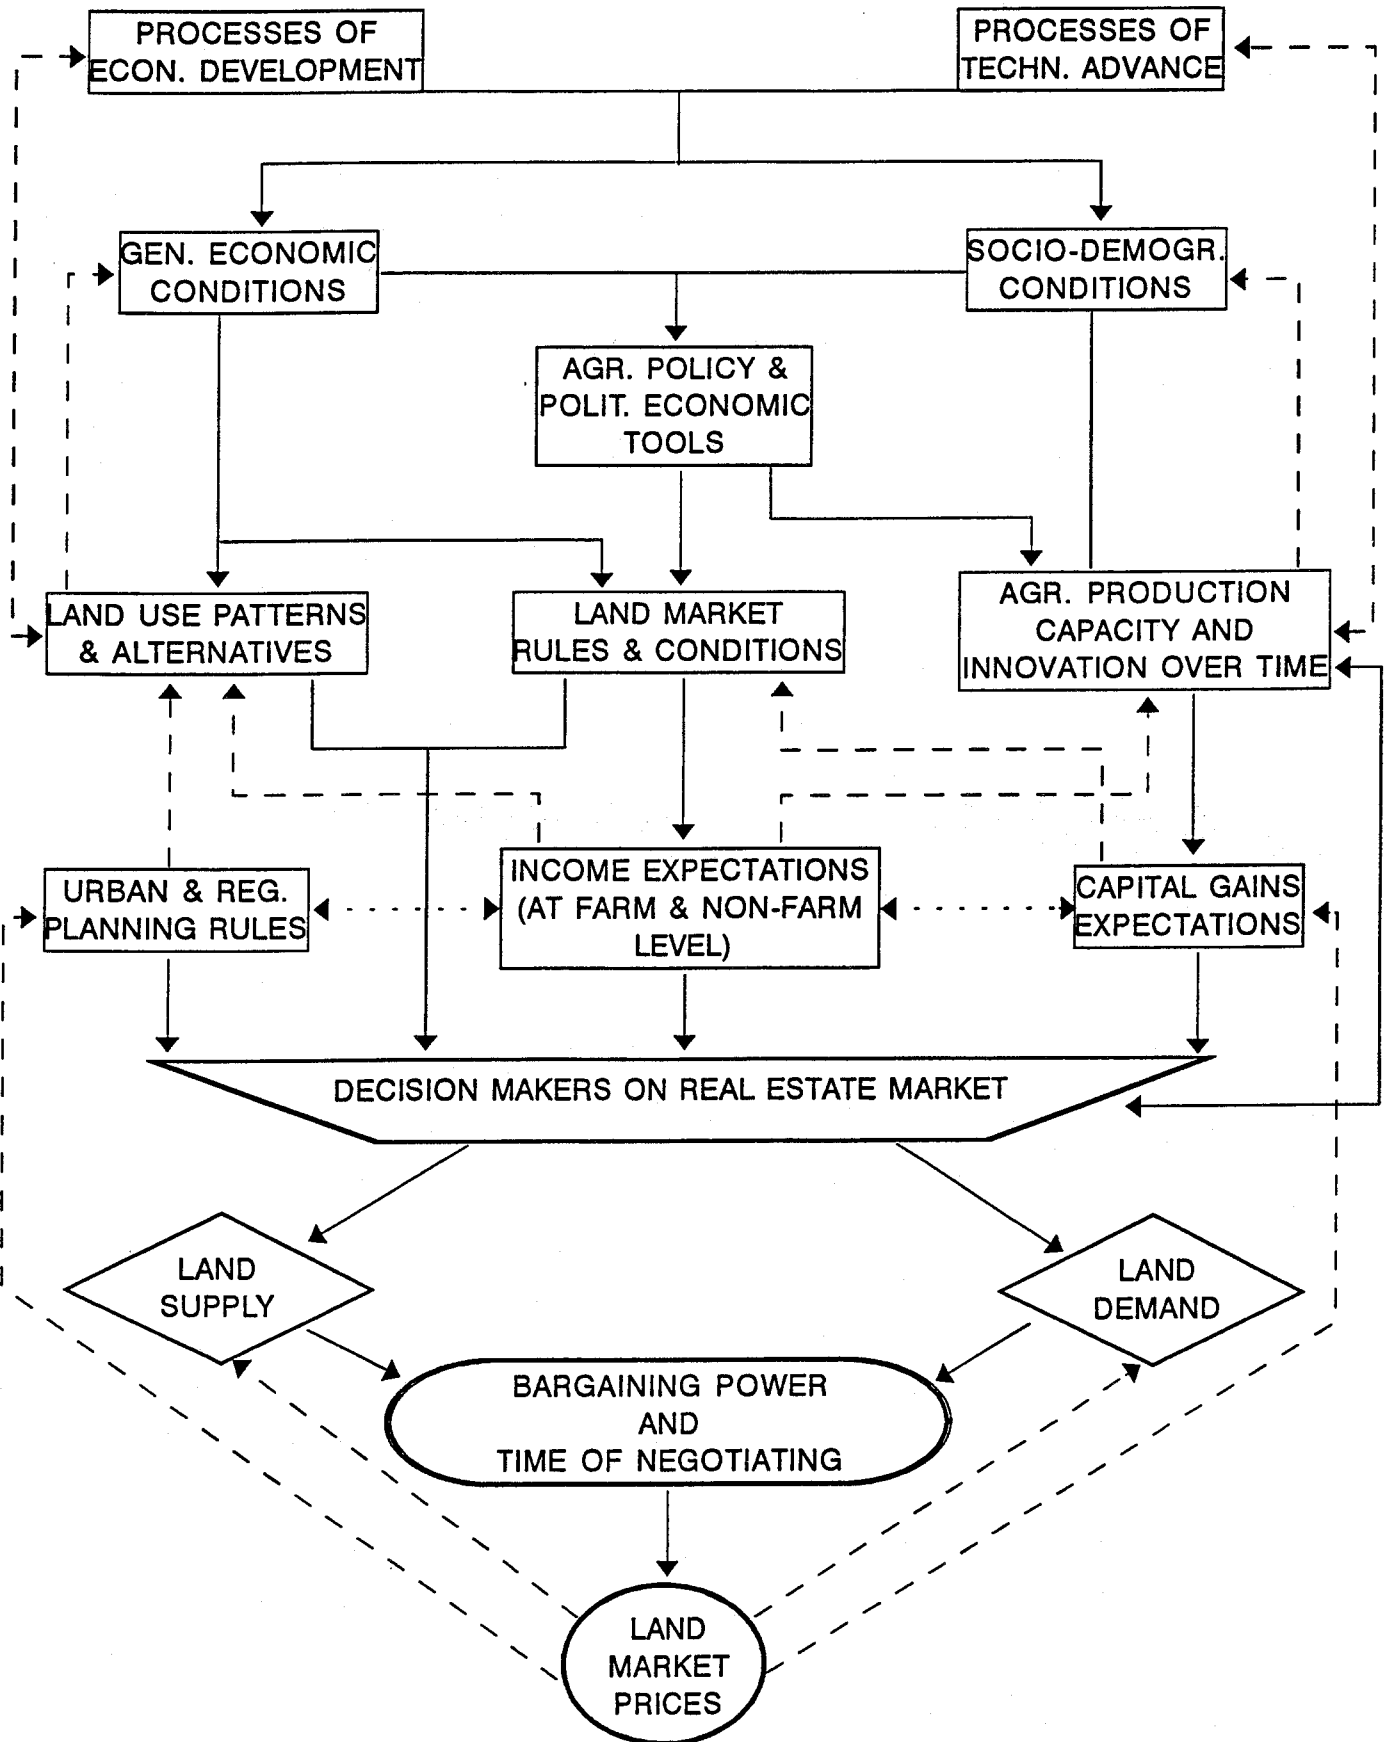 PROCESSES OF
ECON. DEVELOPMENT
PROCESSES OF
TECHN. ADVANCE
GEN. ECONOMIC
CONDITIONS
SOCIO-DEMOGR.
CONDITIONS
AGR. POLICY &
POLIT. ECONOMIC
TOOLS
LAND USE PATTERNS
& ALTERNATIVES
LAND MARKET
RULES & CONDITIONS
AGR. PRODUCTION
CAPACITY AND
INNOVATION OVER TIME
URBAN & REG.
PLANNING RULES
INCOME EXPECTATIONS
(AT FARM & NON-FARM
LEVEL)
CAPITAL GAINS
EXPECTATIONS
DECISION MAKERS ON REAL ESTATE MARKET
LAND
SUPPLY
LAND
DEMAND
BARGAINING POWER
AND
TIME OF NEGOTIATING
LAND
MARKET
PRICES